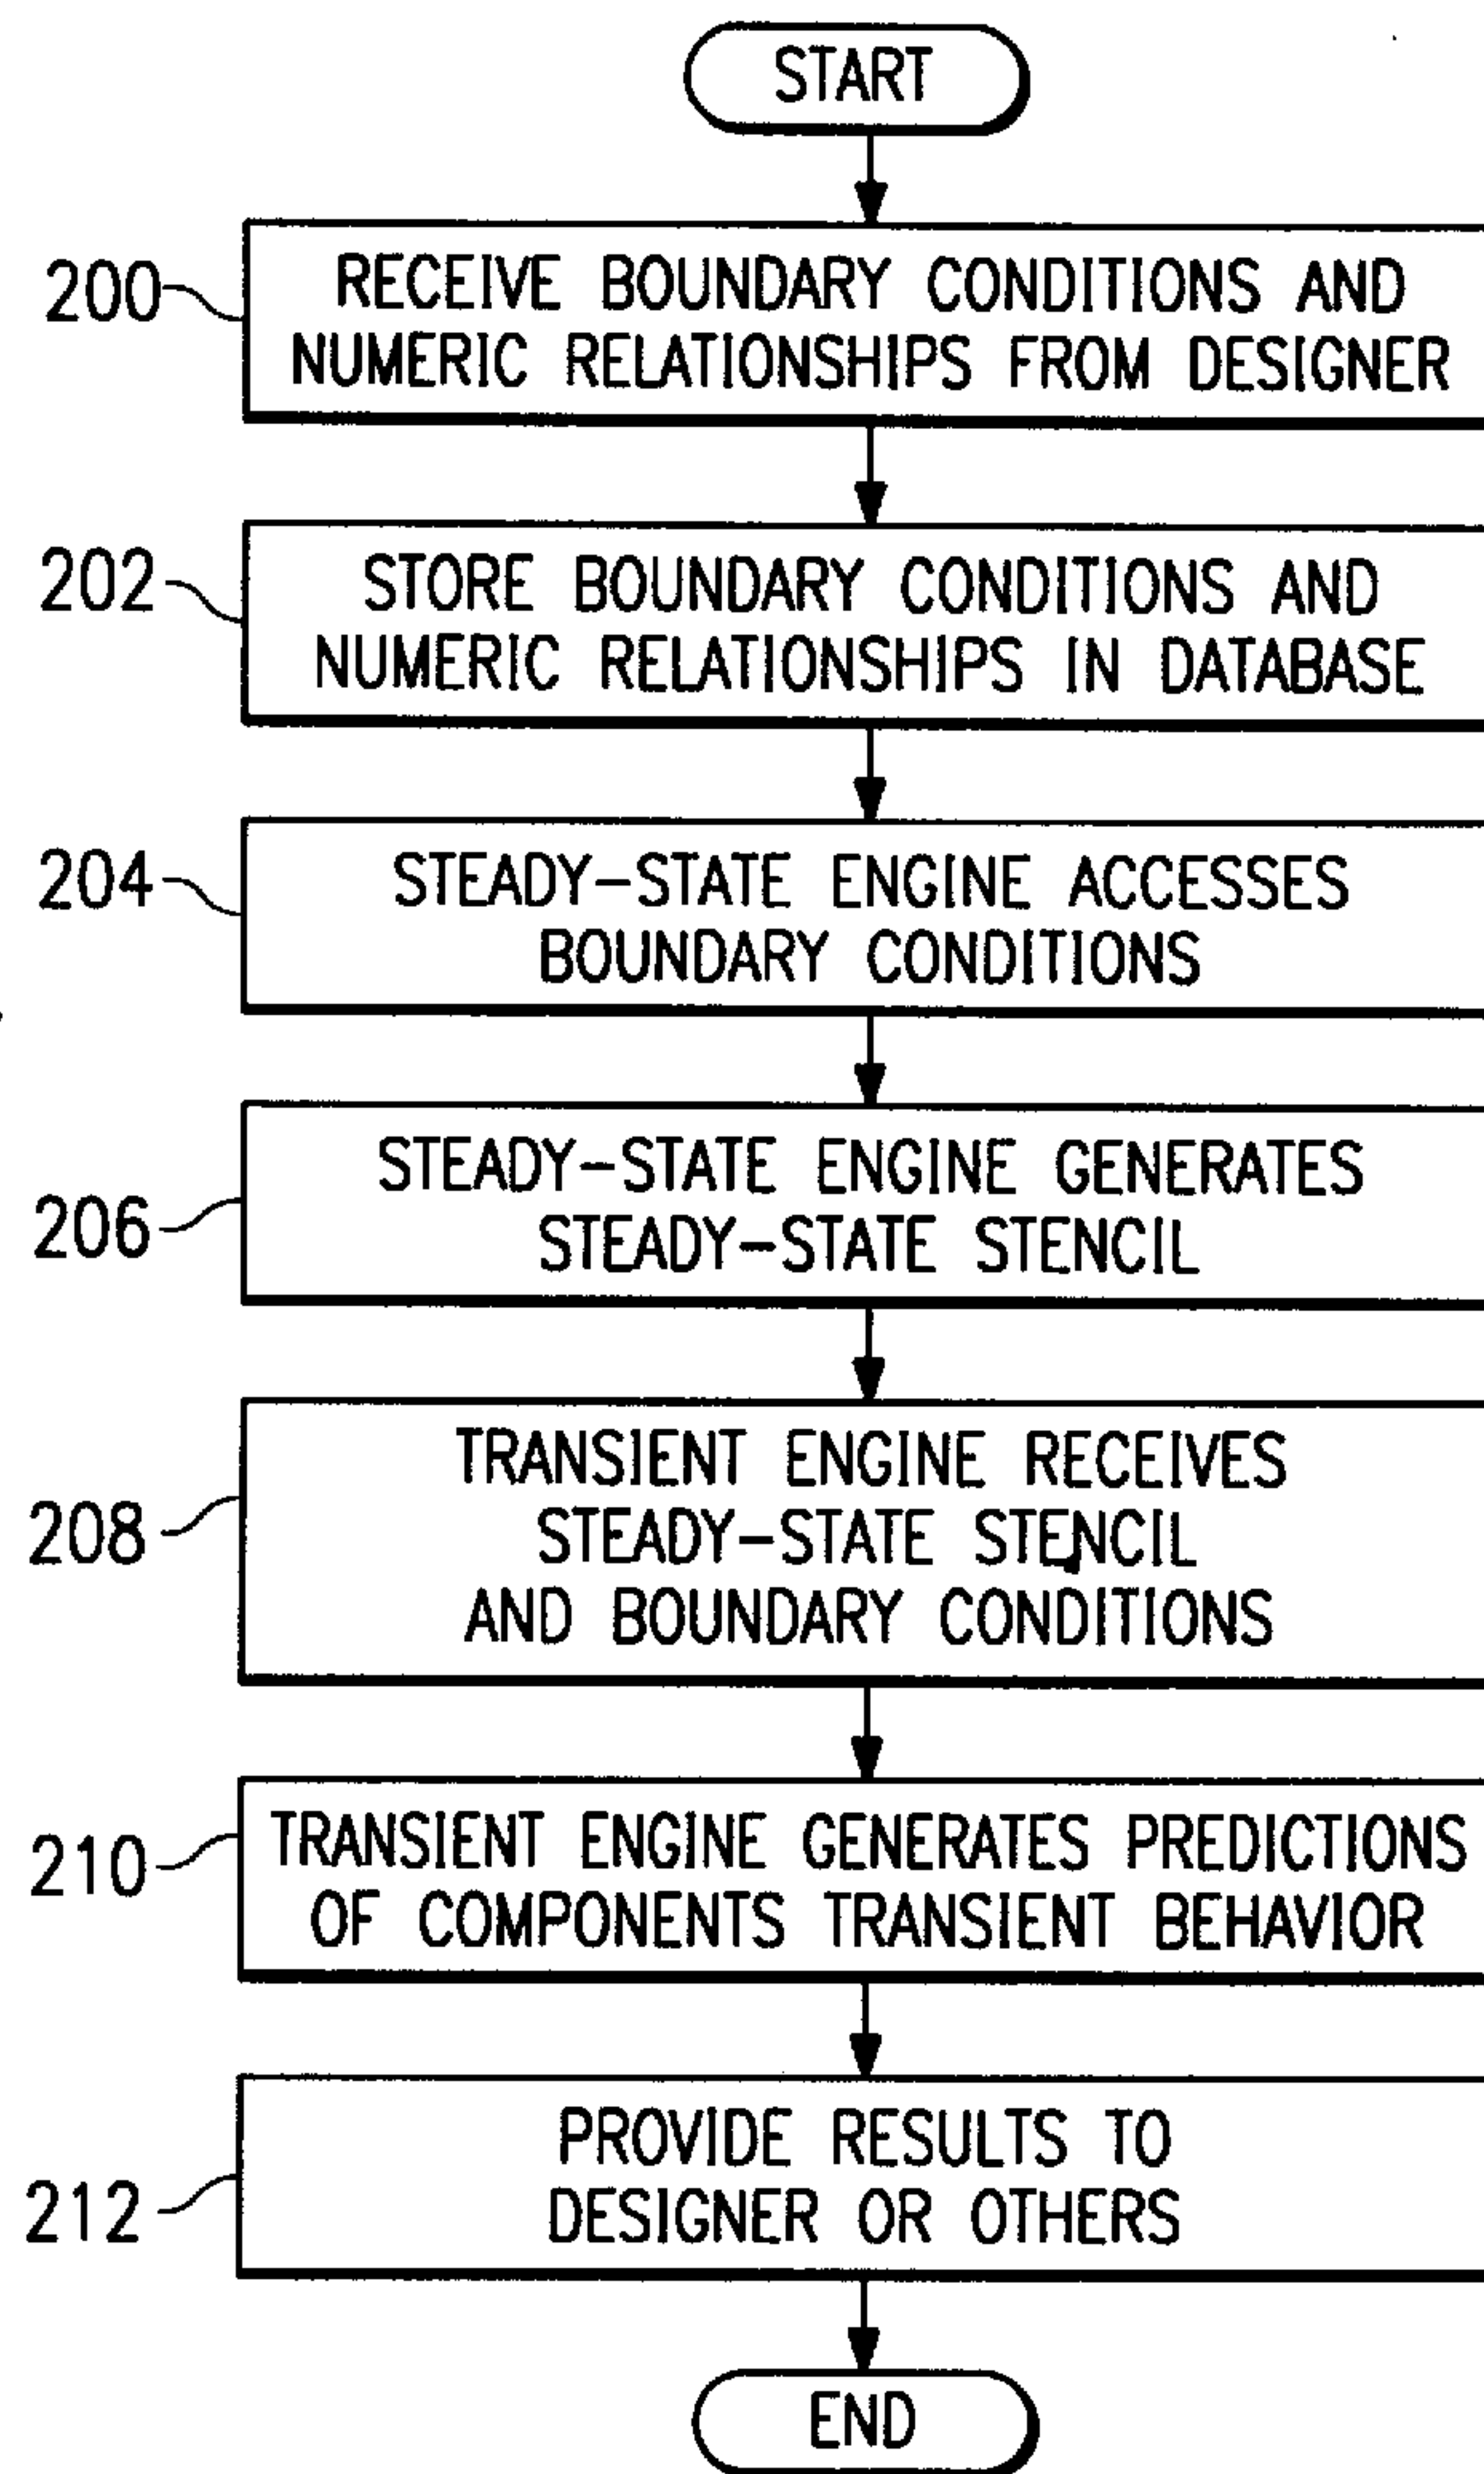 START
200
RECEIVE BOUNDARY CONDITIONS AND
NUMERIC RELATIONSHIPS FROM DESIGNER
202
STORE BOUNDARY CONDITIONS AND
NUMERIC RELATIONSHIPS IN DATABASE
204
STEADY-STATE ENGINE ACCESSES
BOUNDARY CONDITIONS
206
STEADY-STATE ENGINE GENERATES
STEADY-STATE STENCIL
208
TRANSIENT ENGINE RECEIVES
STEADY-STATE STENCIL
AND BOUNDARY CONDITIONS
210
TRANSIENT ENGINE GENERATES PREDICTIONS
OF COMPONENTS TRANSIENT BEHAVIOR
212
PROVIDE RESULTS TO
DESIGNER OR OTHERS
END